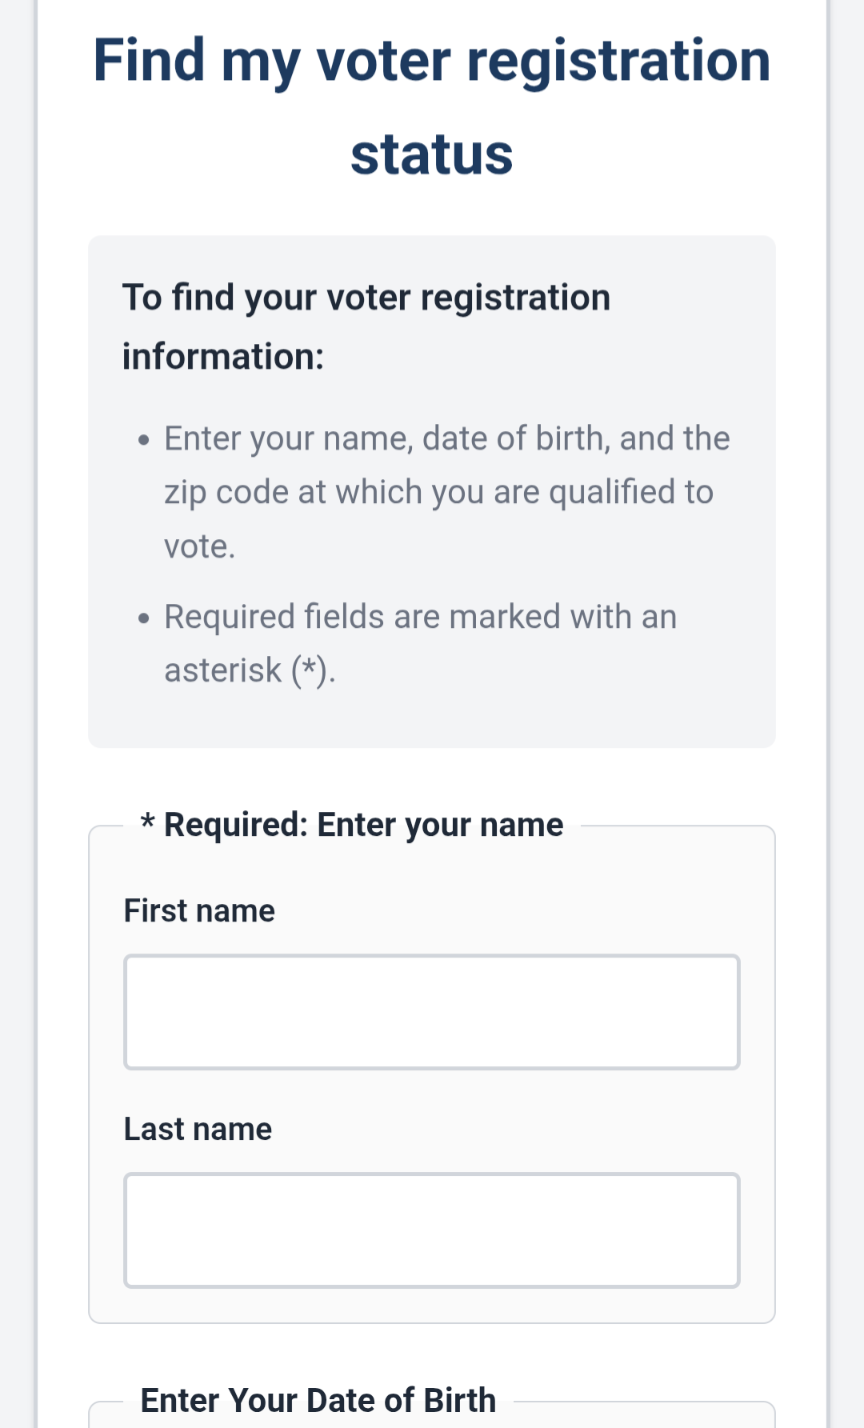 Find my voter registration
status
To find your voter registration
information:
• Enter your name, date of birth, and the
zip code at which you are qualified to
vote.
• Required fields are marked with an
asterisk (*).
* Required: Enter your name
First name
Last name
Enter Your Date of Birth